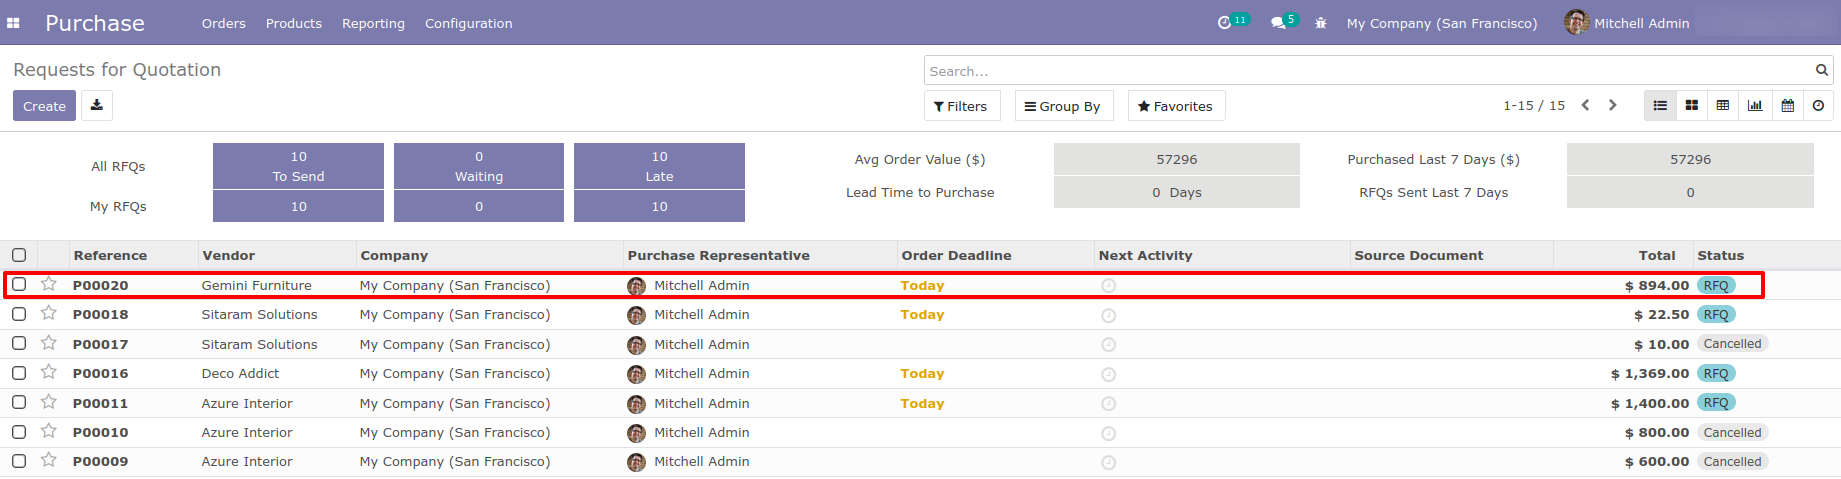 Purchase Orders Products Reporting Configuration 11 5 My Company (San Francisco) Mitchell Admin
Requests for Quotation Search...
Create Filters Group By Favorites 1-15 / 15
All RFQs 10 To Send 0 Waiting 10 Late Avg Order Value ($) 57296 Purchased Last 7 Days ($) 57296
My RFQs 10 0 10 Lead Time to Purchase 0 Days RFQs Sent Last 7 Days 0
Reference Vendor Company Purchase Representative Order Deadline Next Activity Source Document Total Status
P00020 Gemini Furniture My Company (San Francisco) Mitchell Admin Today $ 894.00 RFQ
P00018 Sitaram Solutions My Company (San Francisco) Mitchell Admin Today $ 22.50 RFQ
P00017 Sitaram Solutions My Company (San Francisco) Mitchell Admin $ 10.00 Cancelled
P00016 Deco Addict My Company (San Francisco) Mitchell Admin Today $ 1,369.00 RFQ
P00011 Azure Interior My Company (San Francisco) Mitchell Admin Today $ 1,400.00 RFQ
P00010 Azure Interior My Company (San Francisco) Mitchell Admin $ 800.00 Cancelled
P00009 Azure Interior My Company (San Francisco) Mitchell Admin $ 600.00 Cancelled